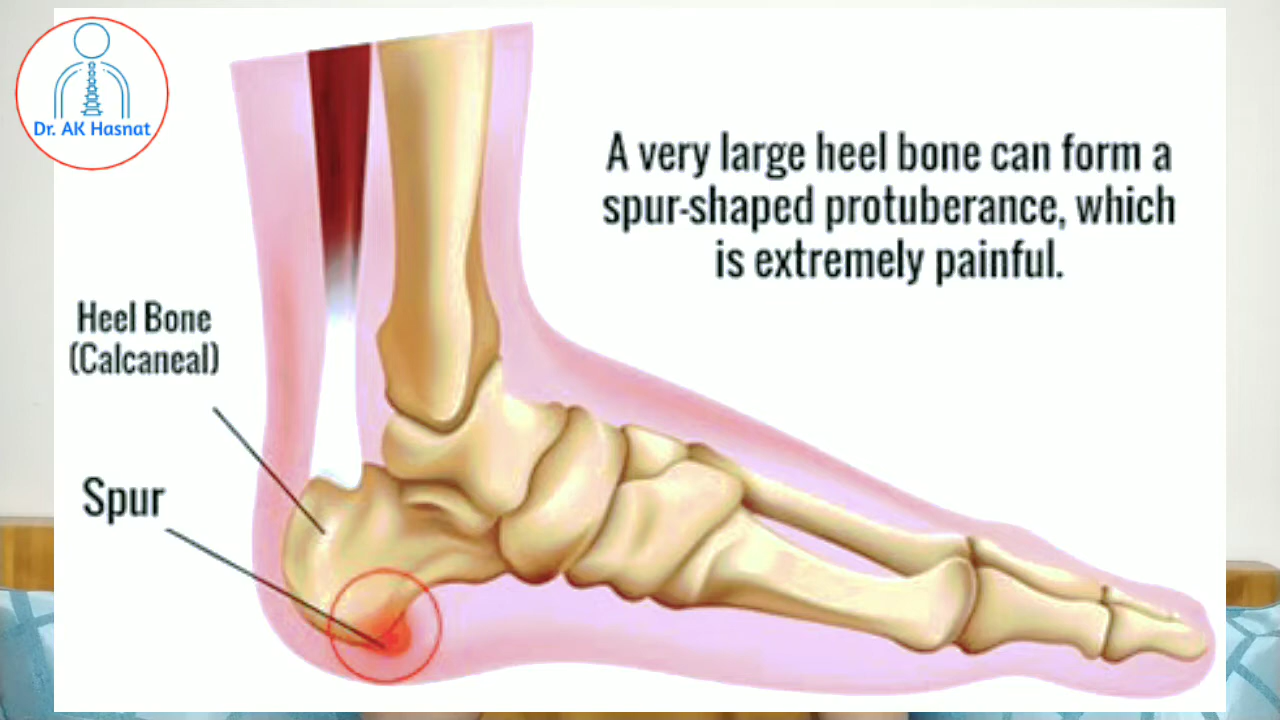 Dr. AK Hasnat
A very large heel bone can form a
spur-shaped protuberance, which
is extremely painful.
Heel Bone
(Calcaneal)
Spur